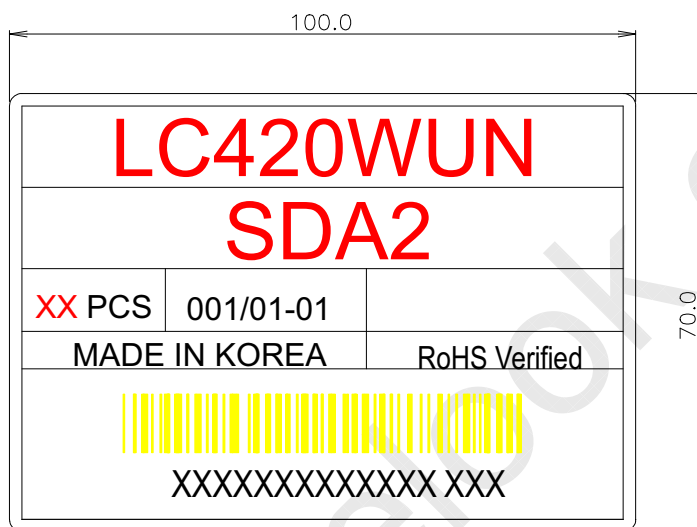 100.0
LC420WUN
SDA2
XX PCS 001/01-01
70.0
MADE IN KOREA RoHS Verified
XXXXXXXXXXXXX XXX